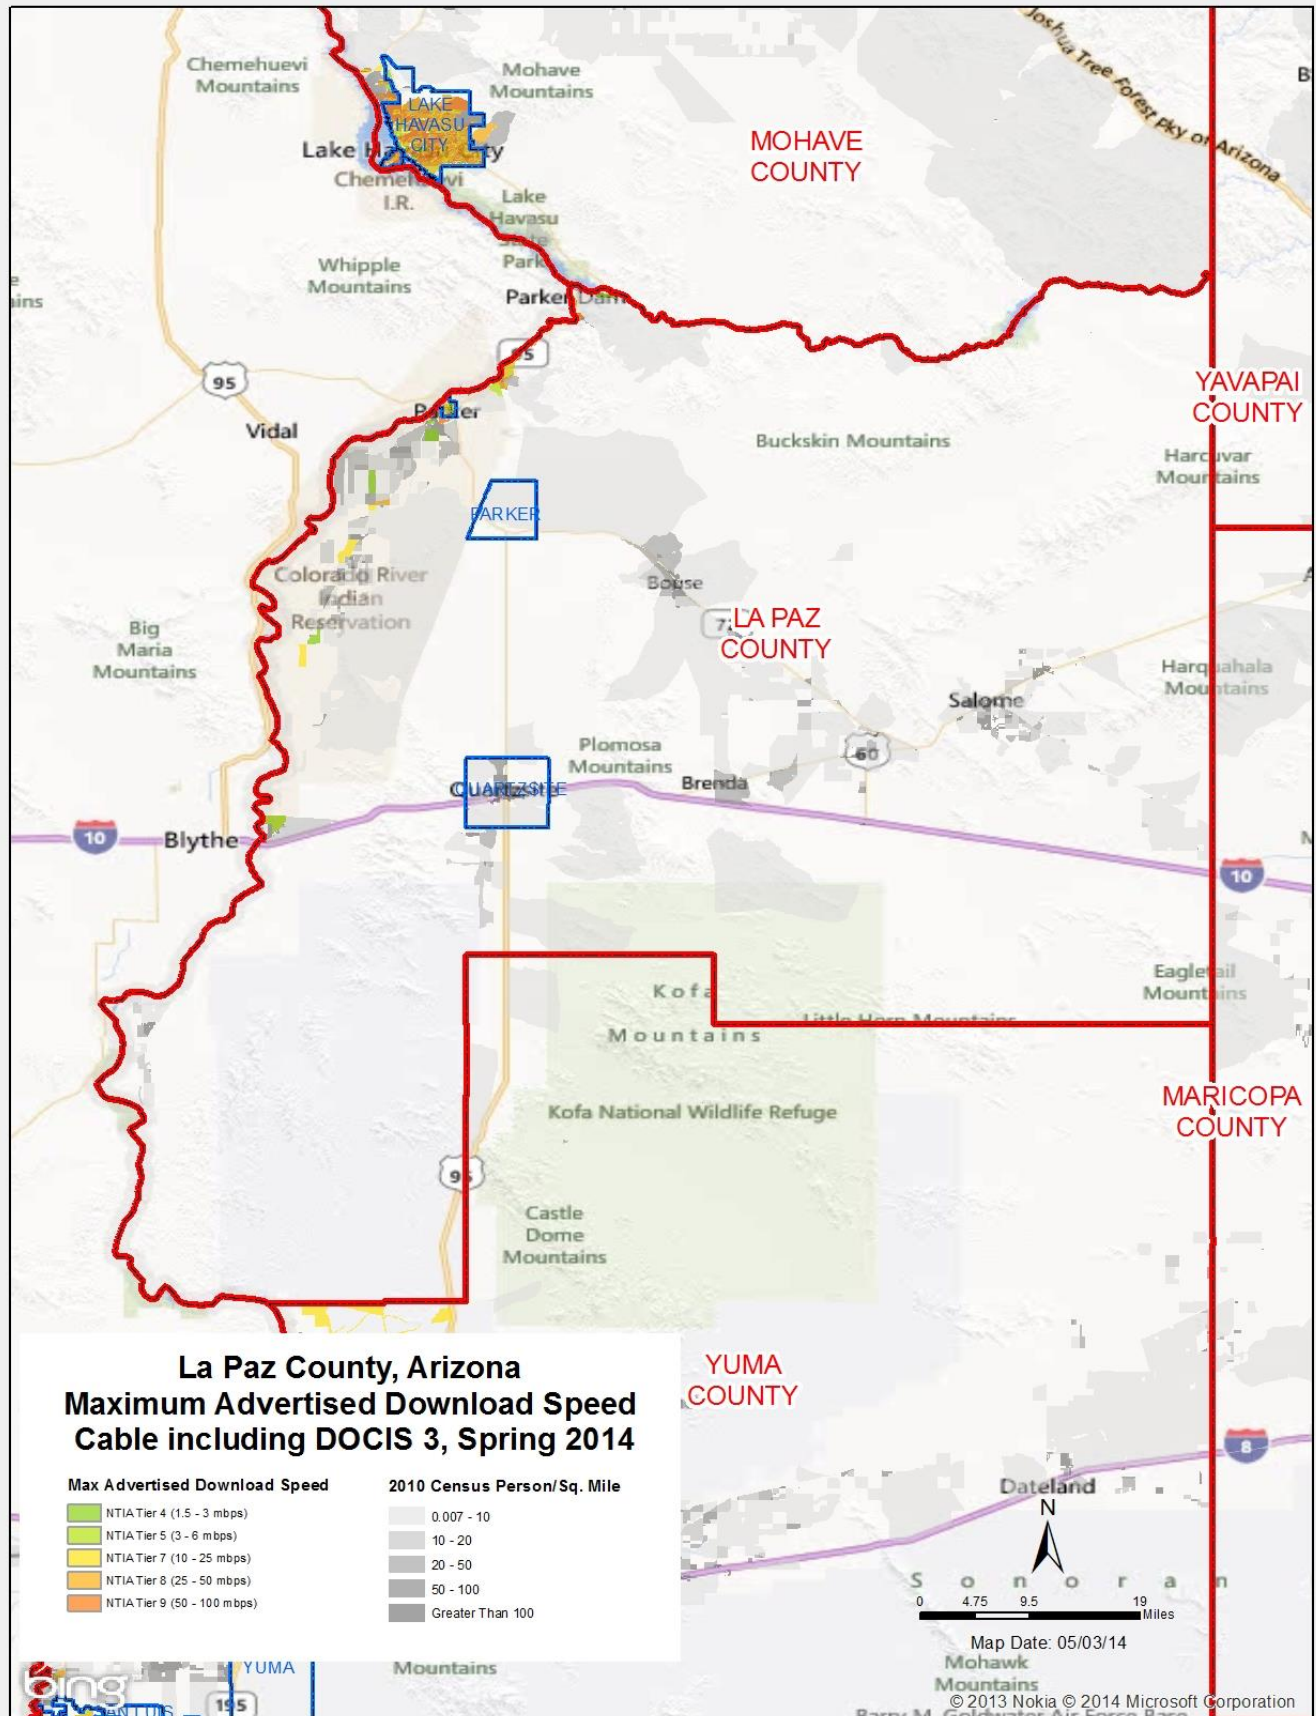 Chemehuevi
Mountains
Mohave
Mountains
Joshua Tree Forest Pky of Arizona
LAKE
HAVASU
CITY
MOHAVE
COUNTY
Chemehuevi
I.R.
Lake
Havasu
State
Park
Whipple
Mountains
Parker Dam
95
95
YAVAPAI
COUNTY
Parker
Vidal
Buckskin Mountains
Harcuvar
Mountains
PARKER
Colorado River
Indian
Reservation
Bouse
LA PAZ
COUNTY
Big
Maria
Mountains
Harquahala
Mountains
Salome
Plomosa
Mountains
60
QUARTZSITE
Brenda
10
Blythe
10
Eagletail
Mountains
Kofa
Mountains
Little Horn Mountains
MARICOPA
COUNTY
Kofa National Wildlife Refuge
95
Castle
Dome
Mountains
La Paz County, Arizona
Maximum Advertised Download Speed
Cable including DOCIS 3, Spring 2014
Max Advertised Download Speed
NTIA Tier 4 (1.5 - 3 mbps)
NTIA Tier 5 (3 - 6 mbps)
NTIA Tier 7 (10 - 25 mbps)
NTIA Tier 8 (25 - 50 mbps)
NTIA Tier 9 (50 - 100 mbps)
2010 Census Person/Sq. Mile
0.007 - 10
10 - 20
20 - 50
50 - 100
Greater Than 100
YUMA
COUNTY
8
Dateland
N
Sonoran
0 4.75 9.5 19
Miles
Map Date: 05/03/14
YUMA
Mountains
Mohawk
Mountains
bing
195
© 2013 Nokia © 2014 Microsoft Corporation